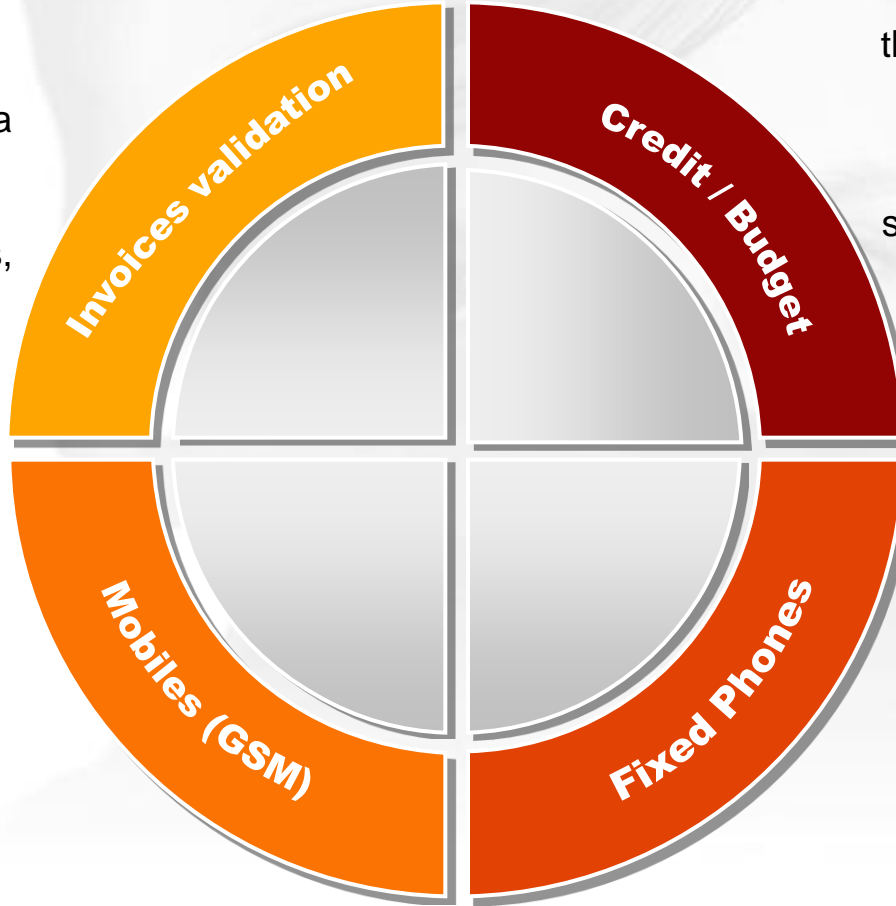 Invoices validation
Credit / Budget
Mobiles (GSM)
Fixed Phones
a